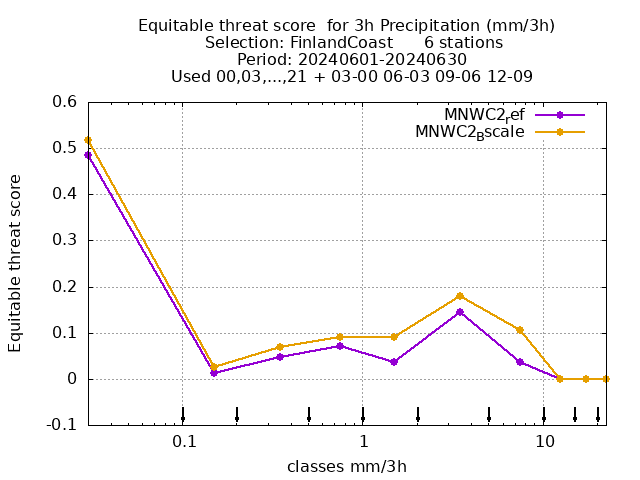 Equitable threat score  for 3h Precipitation (mm/3h)
Selection: FinlandCoast      6 stations
Period: 20240601-20240630
Used 00,03,...,21 + 03-00 06-03 09-06 12-09
MNWC2ref
MNWC2Bscale
0.6
0.5
0.4
0.3
0.2
0.1
0
-0.1
Equitable threat score
0.1
1
10
classes mm/3h